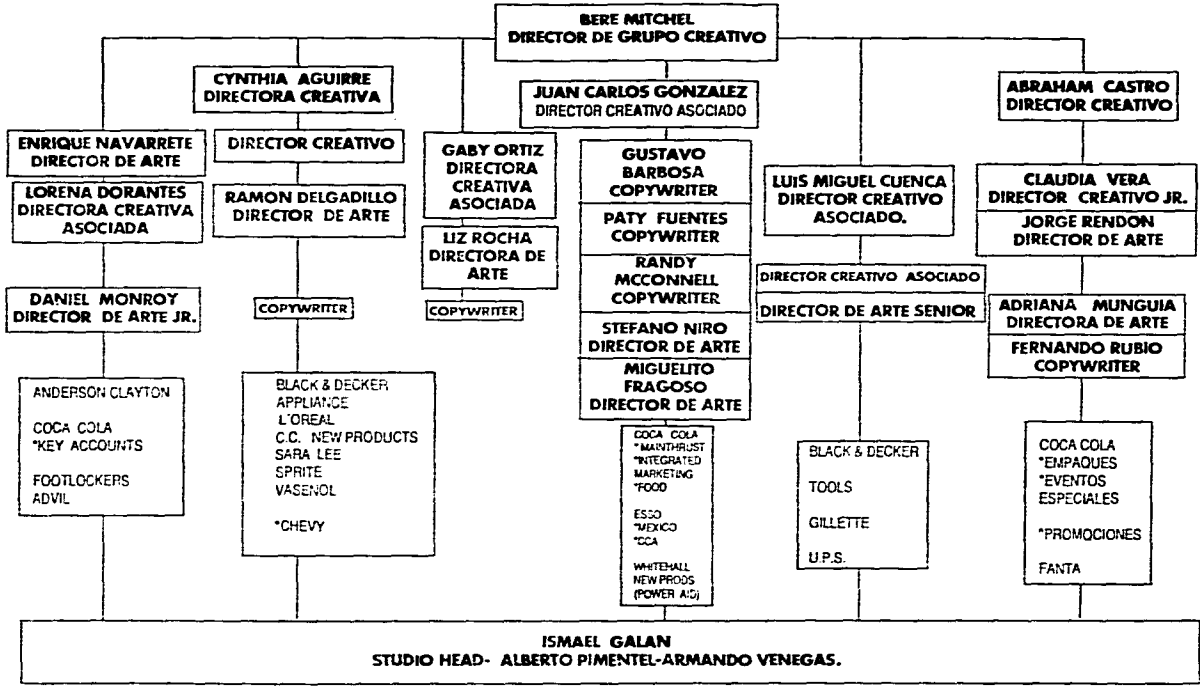 BERE MITCHEL
DIRECTOR DE GRUPO CREATIVO
CYNTHIA AGUIRRE
DIRECTORA CREATIVA
JUAN CARLOS GONZALEZ
DIRECTOR CREATIVO ASOCIADO
ABRAHAM CASTRO
DIRECTOR CREATIVO
ENRIQUE NAVARRETE
DIRECTOR DE ARTE
LORENA DORANTES
DIRECTORA CREATIVA
ASOCIADA
DANIEL MONROY
DIRECTOR DE ARTE JR.
ANDERSON CLAYTON
COCA COLA
*KEY ACCOUNTS
FOOTLOCKERS
ADVIL
DIRECTOR CREATIVO
RAMON DELGADILLO
DIRECTOR DE ARTE
COPYWRITER
BLACK & DECKER
APPLIANCE
L'OREAL
C.C. NEW PRODUCTS
SARA LEE
SPRITE
VASENOL
*CHEVY
GABY ORTIZ
DIRECTORA
CREATIVA
ASOCIADA
LIZ ROCHA
DIRECTORA DE
ARTE
COPYWRITER
GUSTAVO
BARBOSA
COPYWRITER
PATY FUENTES
COPYWRITER
RANDY
MCCONNELL
COPYWRITER
STEFANO NIRO
DIRECTOR DE ARTE
MIGUELITO
FRAGOSO
DIRECTOR DE ARTE
COCA COLA
*MAINTHRUST
*INTEGRATED
MARKETING
*FOOD
ESSO
*MEXICO
*CCA
WHITEHALL
NEW PRODS
(POWER AID)
LUIS MIGUEL CUENCA
DIRECTOR CREATIVO
ASOCIADO.
DIRECTOR CREATIVO ASOCIADO
DIRECTOR DE ARTE SENIOR
BLACK & DECKER
TOOLS
GILLETTE
U.P.S.
CLAUDIA VERA
DIRECTOR CREATIVO JR.
JORGE RENDON
DIRECTOR DE ARTE
ADRIANA MUNGUIA
DIRECTORA DE ARTE
FERNANDO RUBIO
COPYWRITER
COCA COLA
*EMPAQUES
*EVENTOS
ESPECIALES
*PROMOCIONES
FANTA
ISMAEL GALAN
STUDIO HEAD- ALBERTO PIMENTEL-ARMANDO VENEGAS.